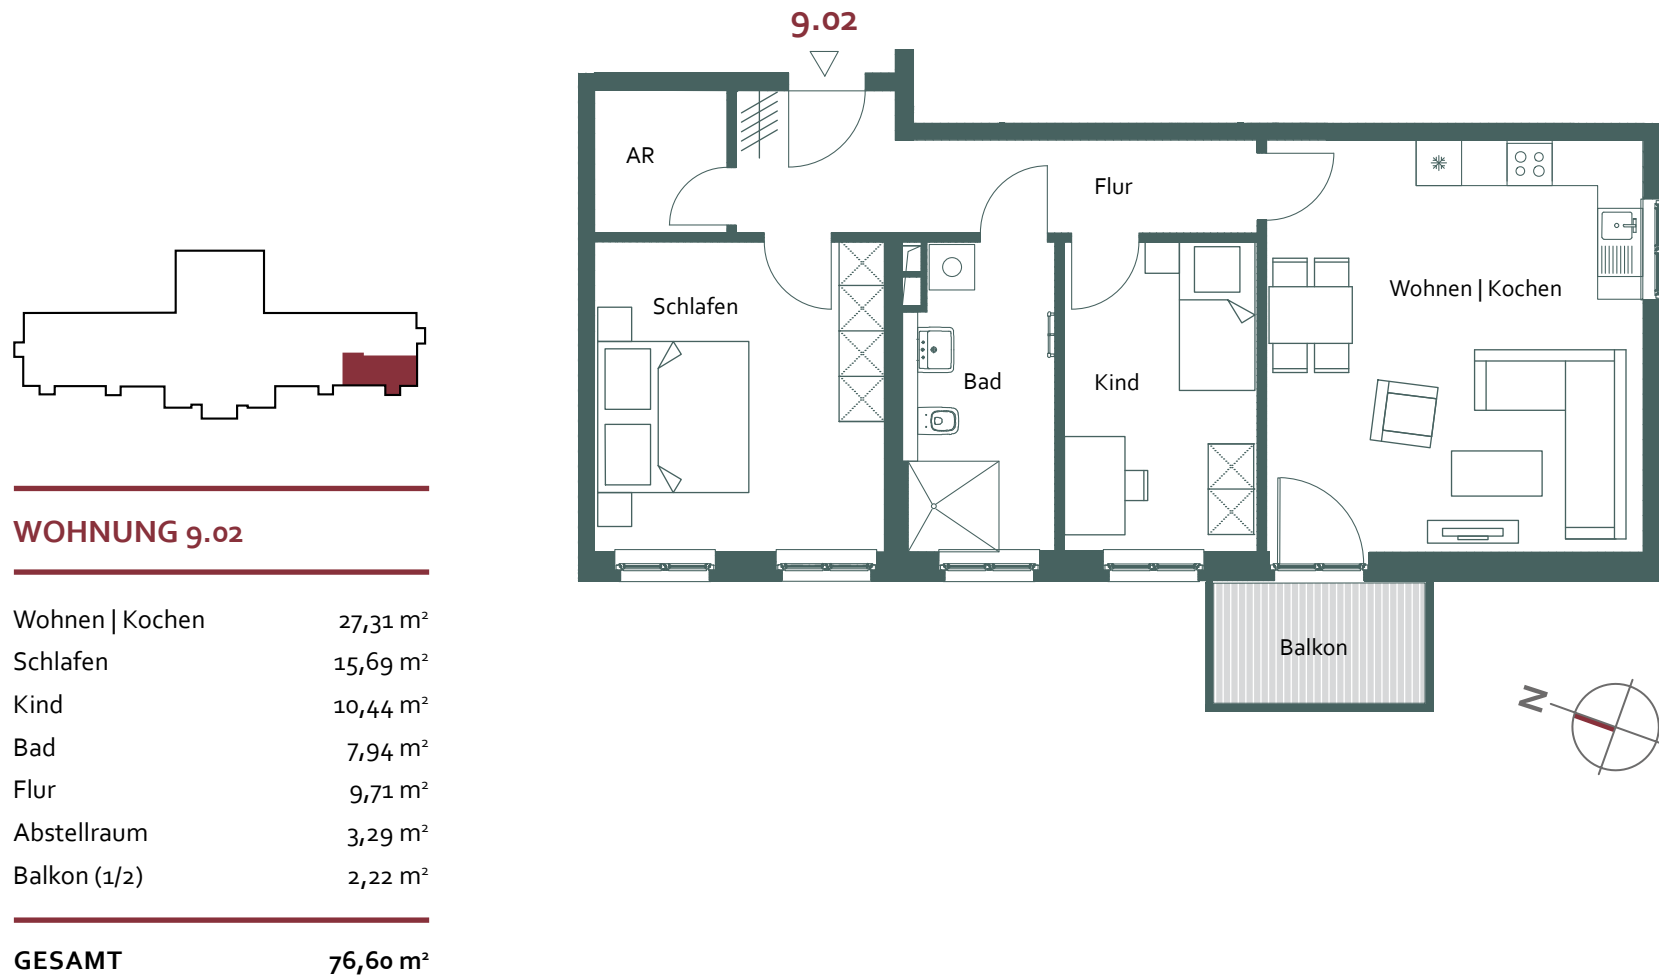 9.02
AR
Flur
Schlafen
Wohnen | Kochen
Bad
Kind
Balkon
N
WOHNUNG 9.02
Wohnen | Kochen 27,31 m²
Schlafen 15,69 m²
Kind 10,44 m²
Bad 7,94 m²
Flur 9,71 m²
Abstellraum 3,29 m²
Balkon (1/2) 2,22 m²
GESAMT 76,60 m²